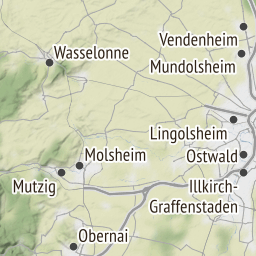 Vendenheim
Wasselonne
Mundolsheim
Lingolsheim
Molsheim
Ostwald
Mutzig
Illkirch-
Graffenstaden
Obernai